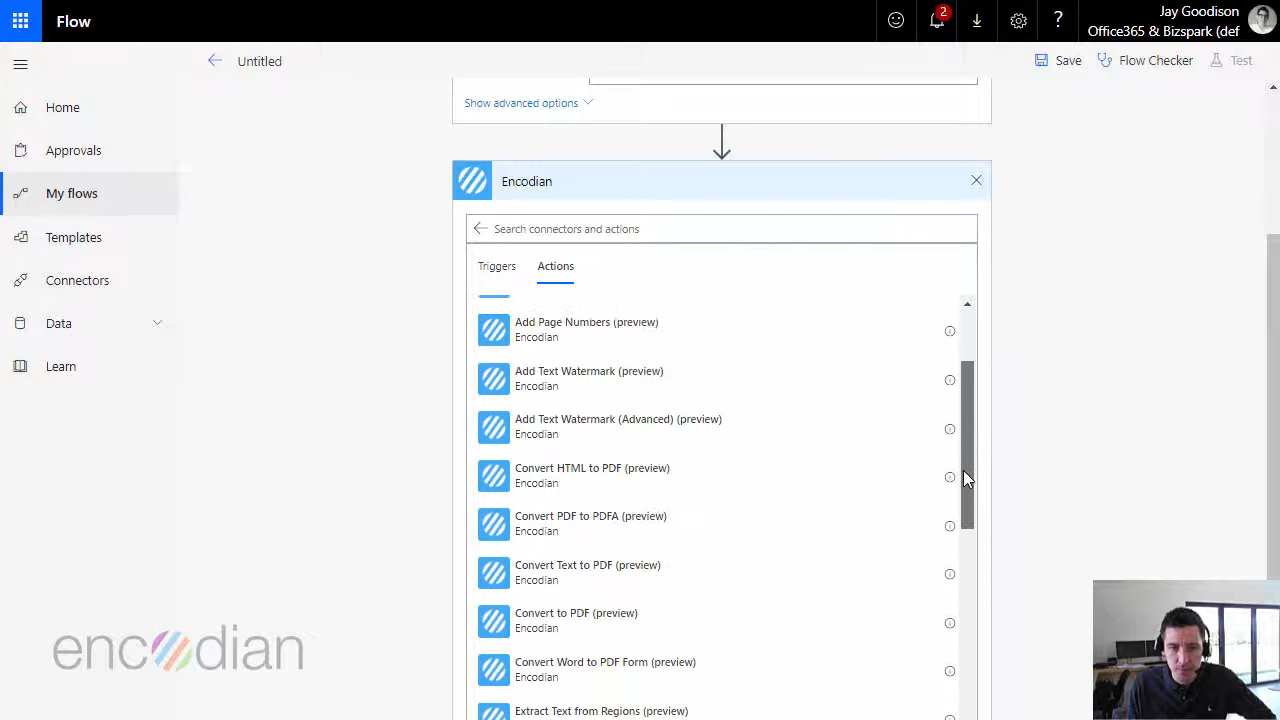 Flow
2
?
Jay Goodison
Office365 & Bizspark (def
Untitled
Save
Flow Checker
Test
Home
Approvals
My flows
Templates
Connectors
Data
Learn
Show advanced options
Encodian
Search connectors and actions
Triggers
Actions
Add Page Numbers (preview)
Encodian
Add Text Watermark (preview)
Encodian
Add Text Watermark (Advanced) (preview)
Encodian
Convert HTML to PDF (preview)
Encodian
Convert PDF to PDFA (preview)
Encodian
Convert Text to PDF (preview)
Encodian
Convert to PDF (preview)
Encodian
Convert Word to PDF Form (preview)
Encodian
Extract Text from Regions (preview)
encodian